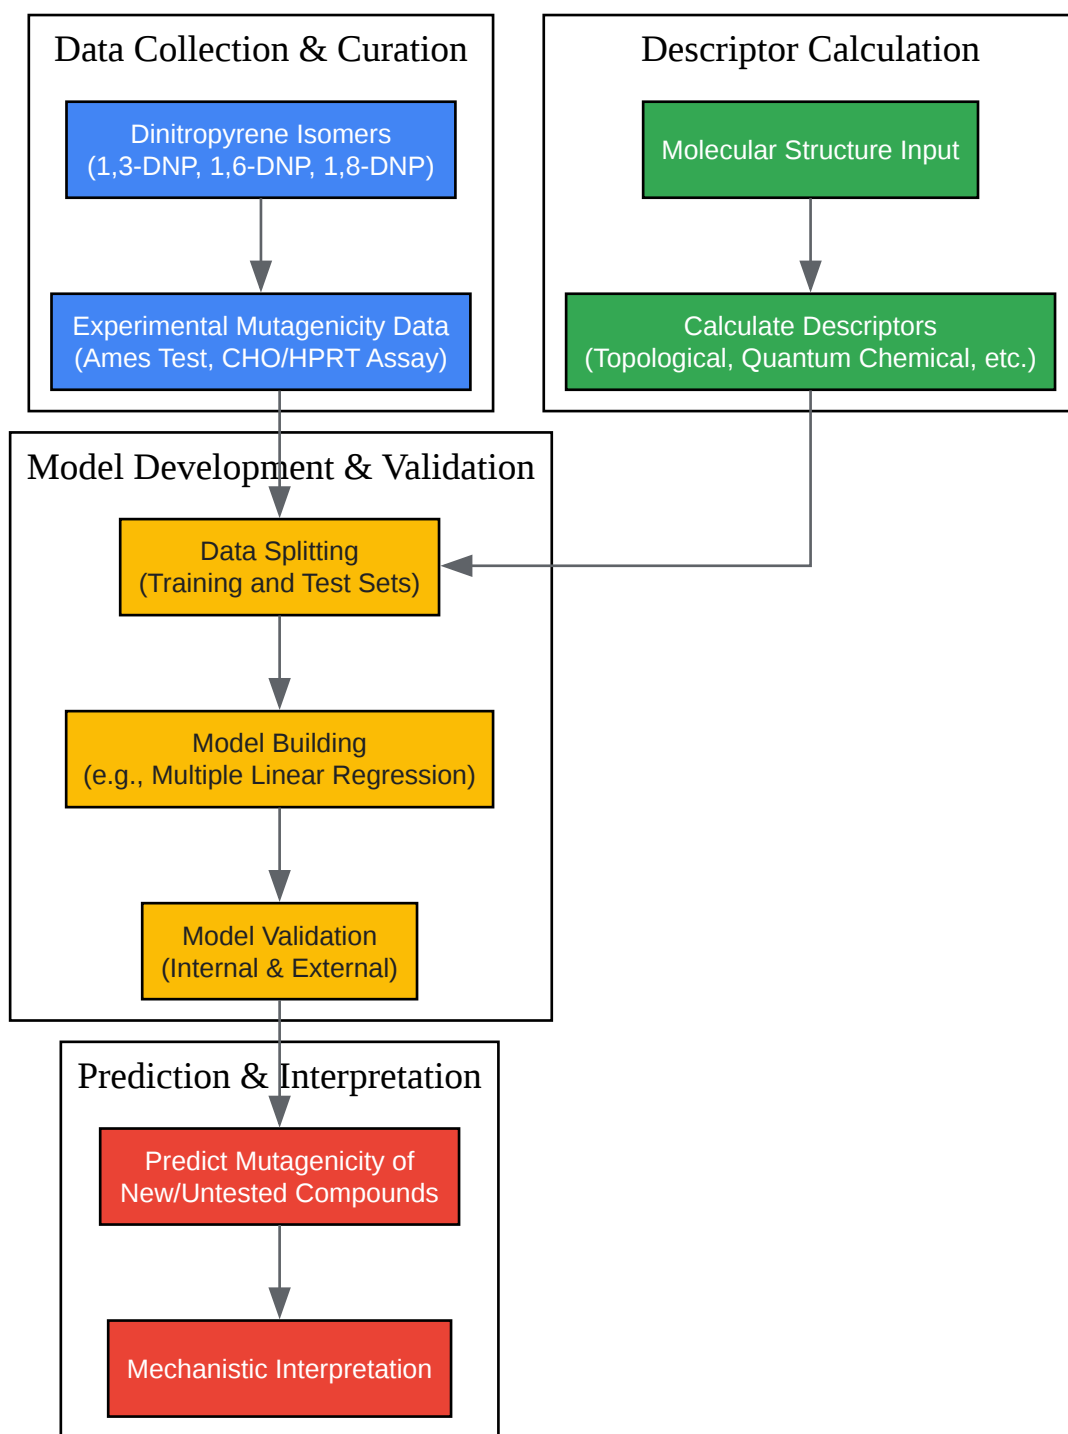 Data Collection & Curation
Dinitropyrene Isomers
(1,3-DNP, 1,6-DNP, 1,8-DNP)
Experimental Mutagenicity Data
(Ames Test, CHO/HPRT Assay)
Descriptor Calculation
Molecular Structure Input
Calculate Descriptors
(Topological, Quantum Chemical, etc.)
Model Development & Validation
Data Splitting
(Training and Test Sets)
Model Building
(e.g., Multiple Linear Regression)
Model Validation
(Internal & External)
Prediction & Interpretation
Predict Mutagenicity of
New/Untested Compounds
Mechanistic Interpretation